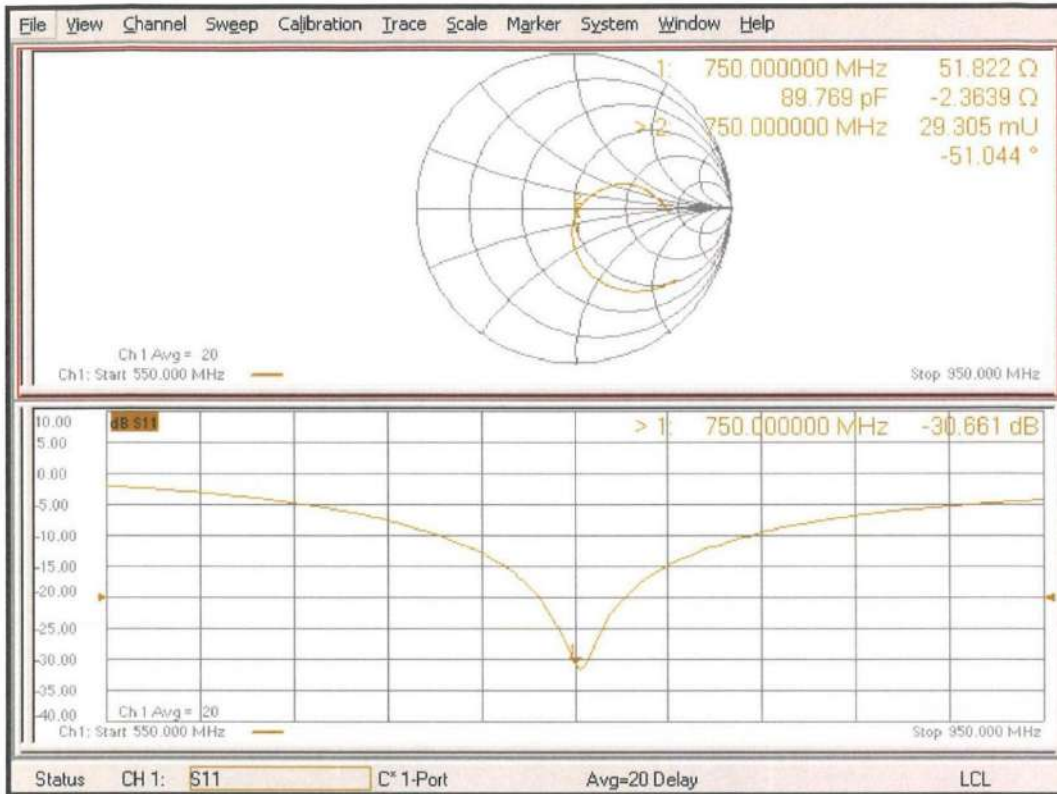 File View Channel Sweep Calibration Trace Scale Marker System Window Help
1: 750.000000 MHz 51.822 Ω
89.769 pF -2.3639 Ω
> 2: 750.000000 MHz 29.305 mU
-51.044 °
Ch 1 Avg = 20
Ch1: Start 550.000 MHz Stop 950.000 MHz
10.00 dB S11 > 1: 750.000000 MHz -30.661 dB
5.00
0.00
-5.00
-10.00
-15.00
-20.00
-25.00
-30.00
-35.00
-40.00 Ch 1 Avg = 20
Ch1: Start 550.000 MHz Stop 950.000 MHz
Status CH 1: S11 C* 1-Port Avg=20 Delay LCL